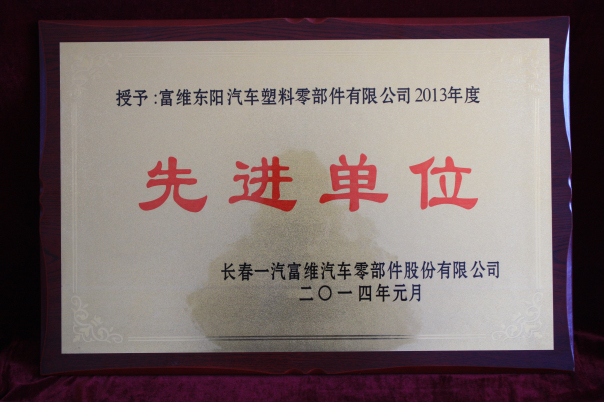 授予:富维东阳汽车塑料零部件有限公司2013年度
先进单位
长春一汽富维汽车零部件股份有限公司
二〇一四年元月